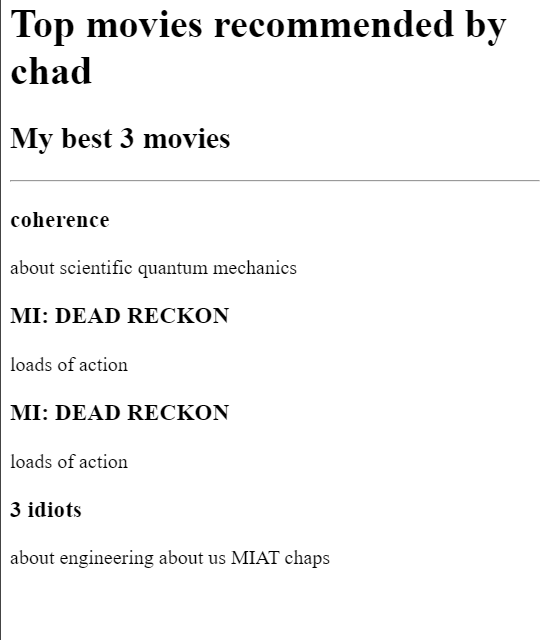 Top movies recommended by
chad
My best 3 movies
coherence
about scientific quantum mechanics
MI: DEAD RECKON
loads of action
MI: DEAD RECKON
loads of action
3 idiots
about engineering about us MIAT chaps